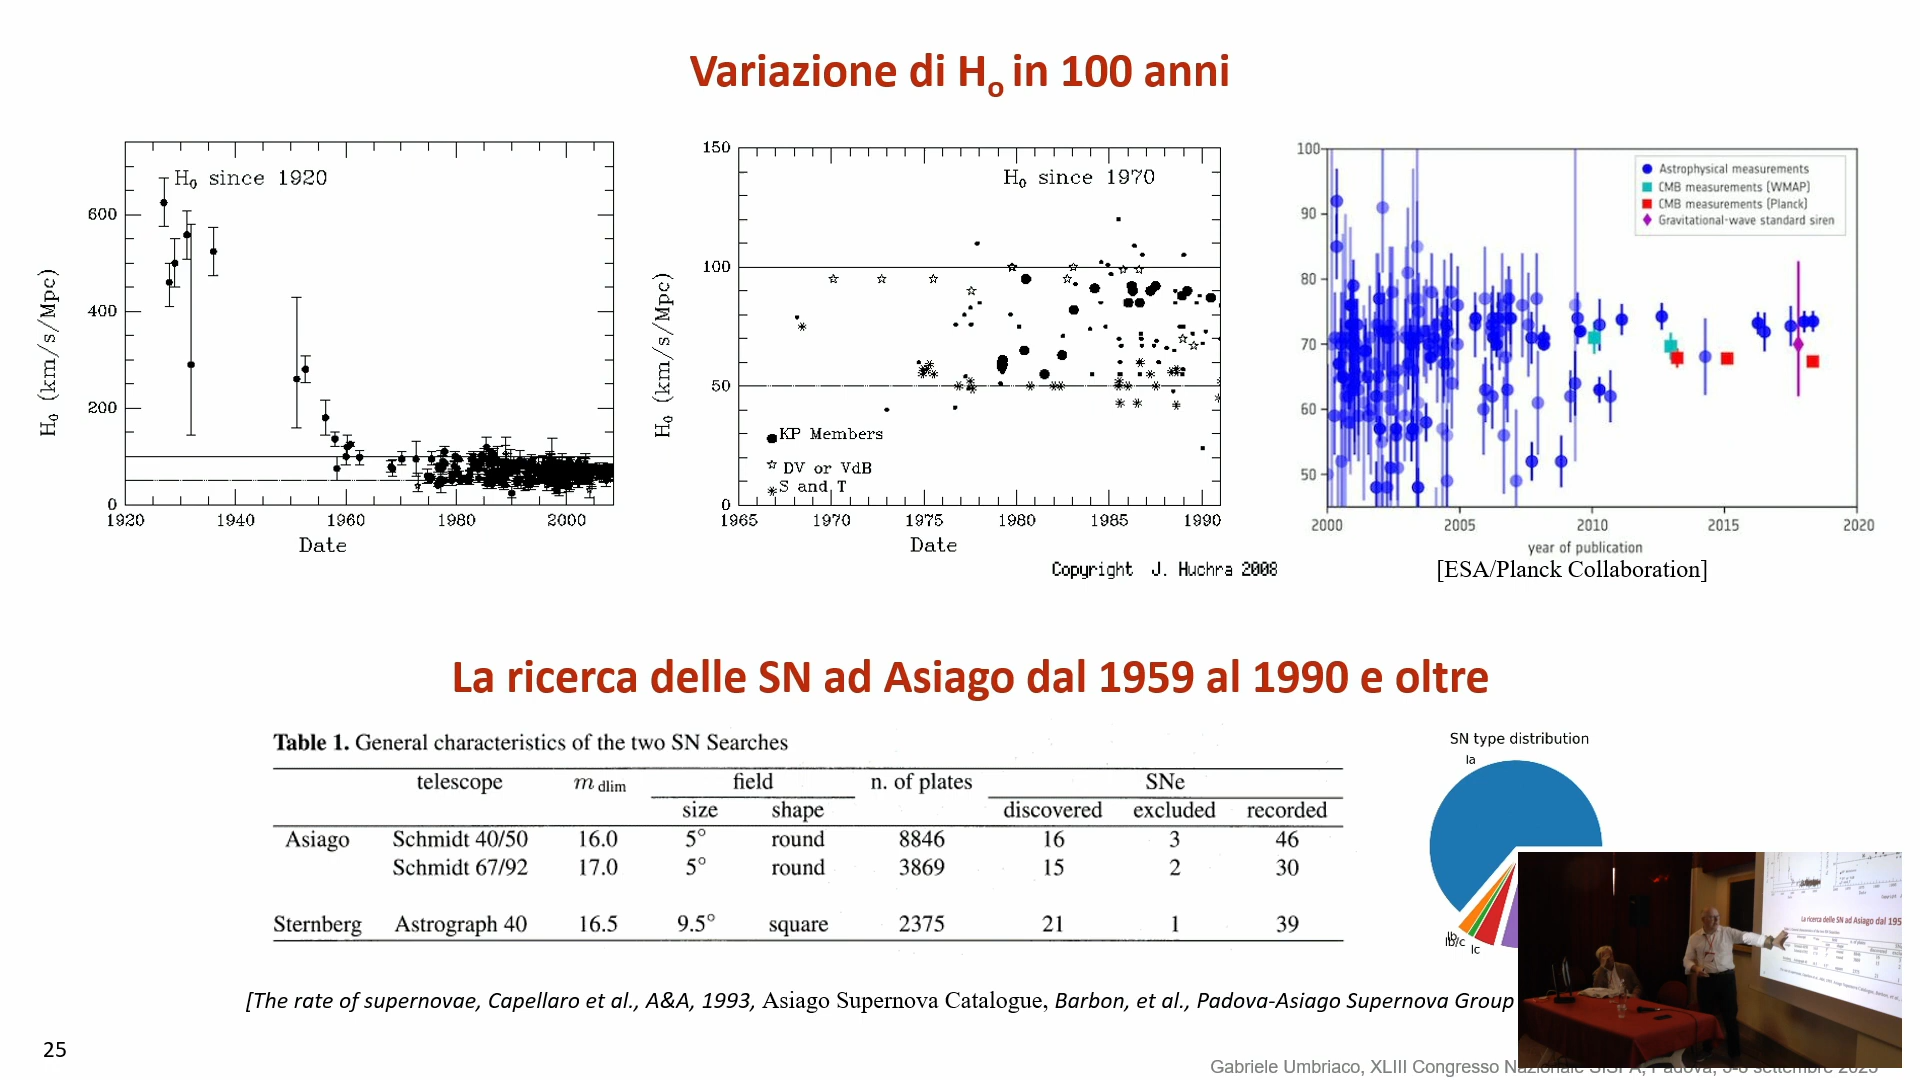 Variazione di Ho in 100 anni
H0 since 1920
H0 (km/s/Mpc)
600
400
200
0
1920 1940 1960 1980 2000
Date
H0 since 1970
H0 (km/s/Mpc)
150
100
50
0
KP Members
DV or VdB
S and T
1965 1970 1975 1980 1985 1990
Date
Copyright J. Huchra 2008
100
90
80
70
60
50
Astrophysical measurements
CMB measurements (WMAP)
CMB measurements (Planck)
Gravitational-wave standard siren
2000 2005 2010 2015 2020
year of publication
[ESA/Planck Collaboration]
La ricerca delle SN ad Asiago dal 1959 al 1990 e oltre
Table 1. General characteristics of the two SN Searches
telescope m dlim field n. of plates SNe
size shape discovered excluded recorded
Asiago Schmidt 40/50 16.0 5° round 8846 16 3 46
Schmidt 67/92 17.0 5° round 3869 15 2 30
Sternberg Astrograph 40 16.5 9.5° square 2375 21 1 39
SN type distribution
Ia
Ib
Ib/c
Ic
[The rate of supernovae, Capellaro et al., A&A, 1993, Asiago Supernova Catalogue, Barbon, et al., Padova-Asiago Supernova Group
La ricerca delle SN ad Asiago dal
25
Gabriele Umbriaco, XLIII Congresso